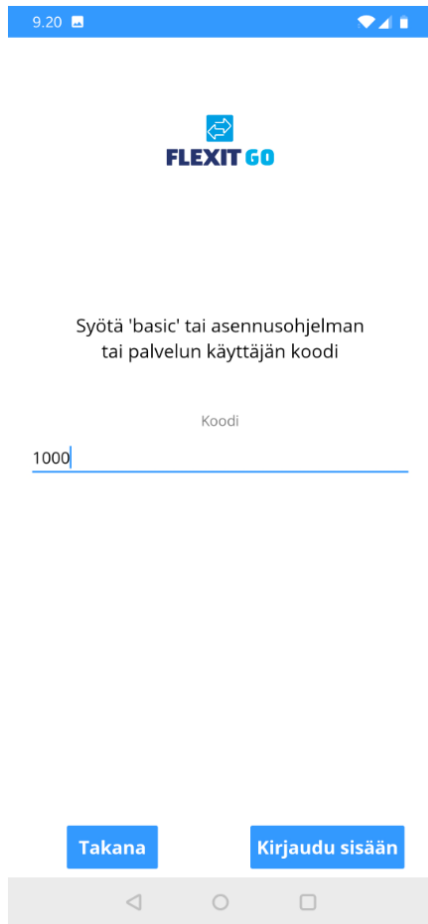 9.20
FLEXIT GO
Syötä 'basic' tai asennusohjelman
tai palvelun käyttäjän koodi
Koodi
1000
Takana
Kirjaudu sisään